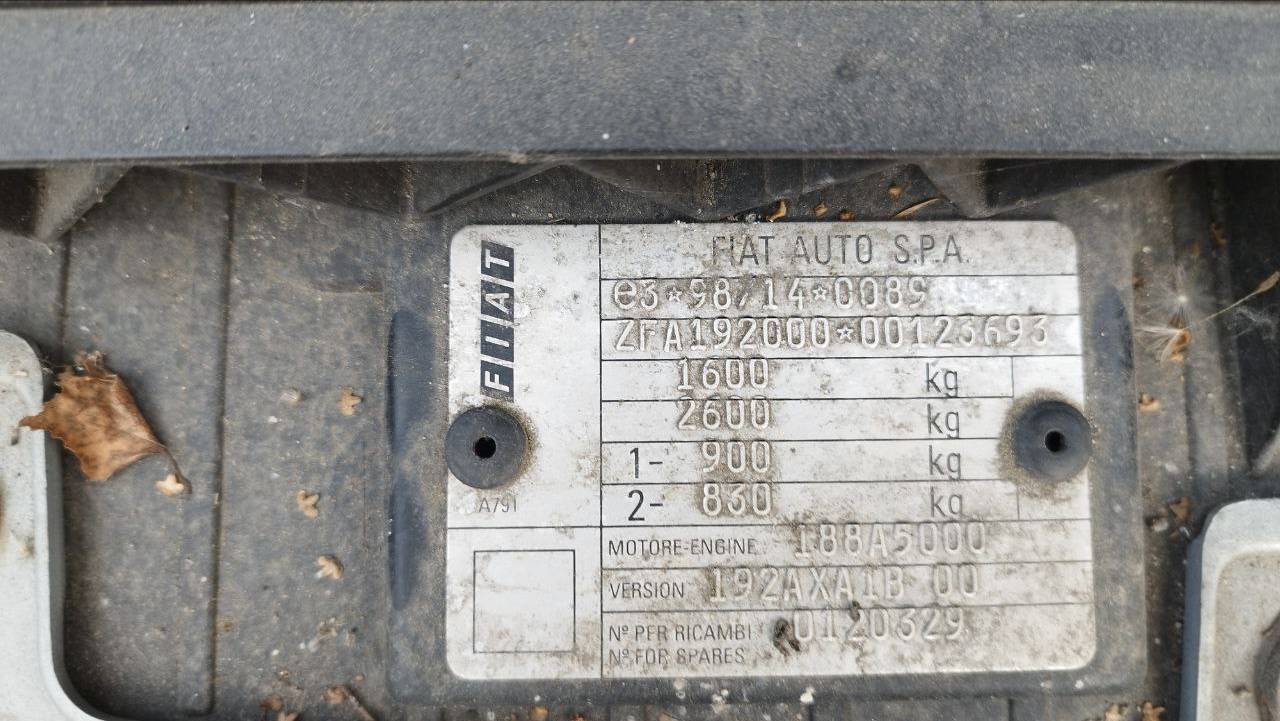 FIAT
FIAT AUTO S.P.A.
e3*98/14*0089
ZFA192000*00123693
1600 kg
2600 kg
1- 900 kg
2- 830 kg
A791
MOTORE-ENGINE 188A5000
VERSION 192AXA1B 00
Nº PER RICAMBI 0120329
Nº FOR SPARES